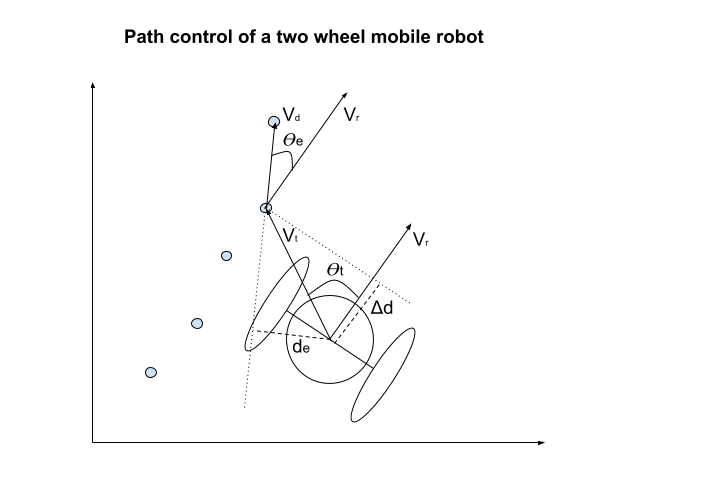 Path control of a two wheel mobile robot
Vd
Vr
Θe
Vt
Vr
Θt
Δd
de